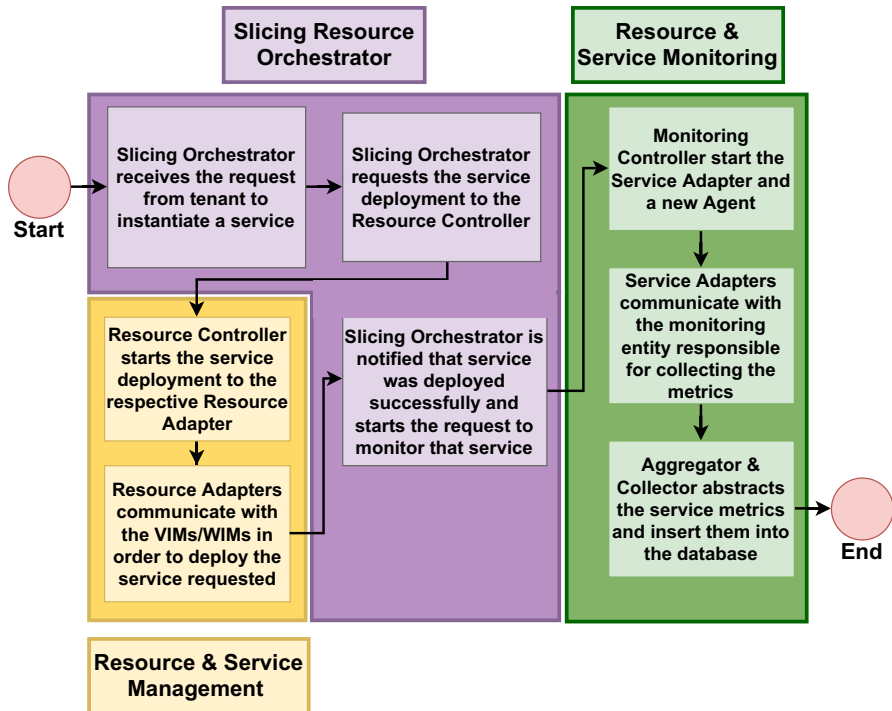 Slicing Resource
Orchestrator
Resource &
Service Monitoring
Start
Slicing Orchestrator
receives the request
from tenant to
instantiate a service
Slicing Orchestrator
requests the service
deployment to the
Resource Controller
Resource Controller
starts the service
deployment to the
respective Resource
Adapter
Resource Adapters
communicate with
the VIMs/WIMs in
order to deploy the
service requested
Slicing Orchestrator is
notified that service
was deployed
successfully and
starts the request to
monitor that service
Monitoring
Controller start the
Service Adapter and
a new Agent
Service Adapters
communicate with
the monitoring
entity responsible
for collecting the
metrics
Aggregator &
Collector abstracts
the service metrics
and insert them into
the database
End
Resource & Service
Management